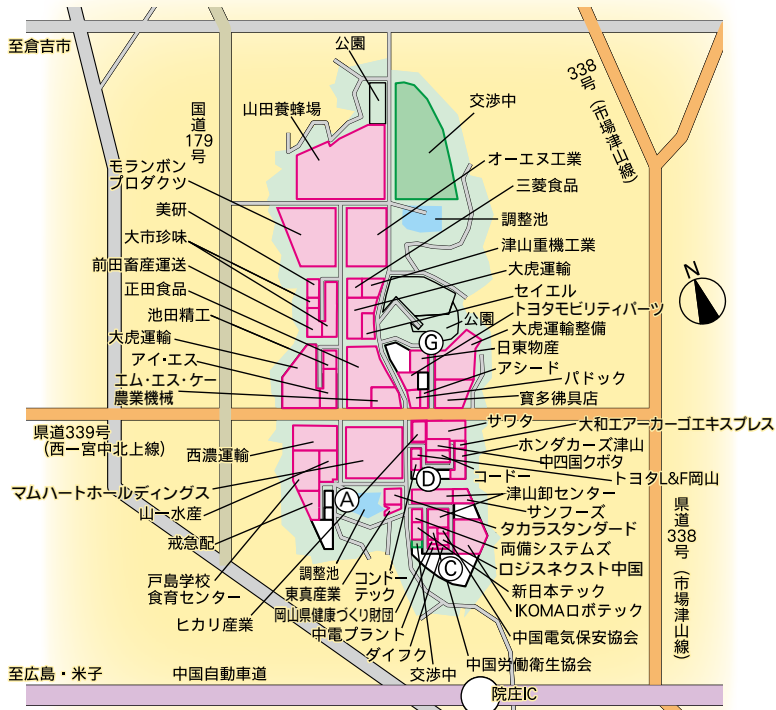 至倉吉市
公園
338
号
（市場津山線）
国道
179
号
山田養蜂場
交渉中
モランボン
プロダクツ
オーエヌ工業
三菱食品
美研
調整池
大市珍味
津山重機工業
前田畜産運送
大虎運輸
正田食品
セイエル
N
池田精工
公園
トヨタモビリティパーツ
大虎運輸
大虎運輸整備
G
日東物産
アイ・エス
アシード
エム・エス・ケー
農業機械
パドック
寶多佛具店
県道339号
（西一宮中北上線）
サワタ
大和エアーカーゴエキスプレス
西濃運輸
ホンダカーズ津山
中四国クボタ
コードー
トヨタL&F岡山
マムハートホールディングス
D
A
津山卸センター
山一水産
サンフーズ
タカラスタンダード
戒急配
両備システムズ
県道
338
号
（市場津山線）
C
ロジスネクスト中国
戸島学校
食育センター
調整池
コンドー
テック
新日本テック
東真産業
IKOMAロボテック
岡山県健康づくり財団
ヒカリ産業
中電プラント
中国電気保安協会
ダイフク
中国労働衛生協会
交渉中
至広島・米子
中国自動車道
院庄IC